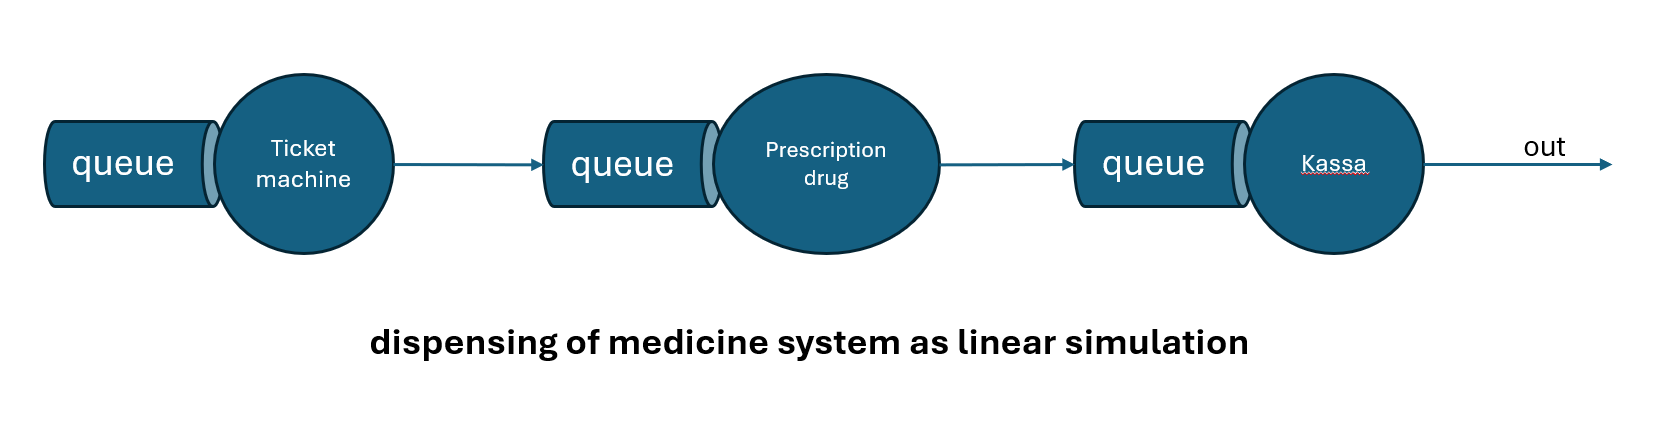 queue
Ticket
machine
queue
Prescription
drug
queue
Kassa
out
dispensing of medicine system as linear simulation